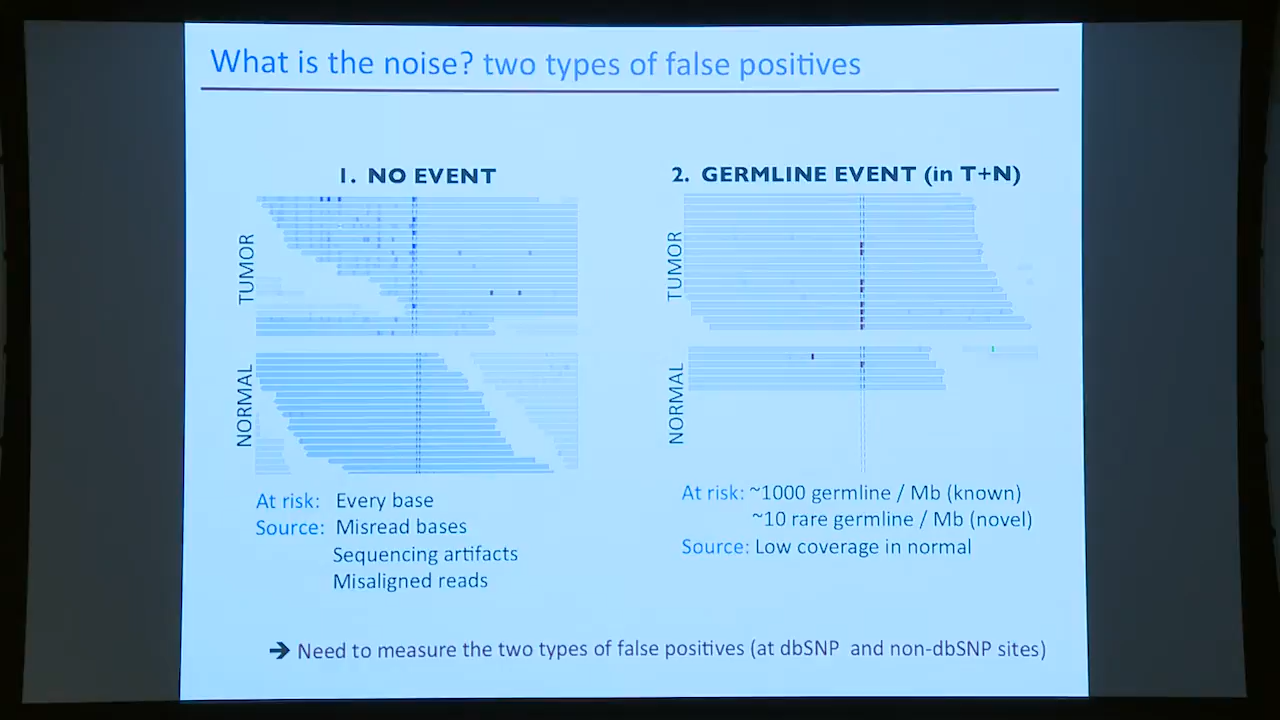 What is the noise? two types of false positives
1. NO EVENT
TUMOR
NORMAL
At risk: Every base
Source: Misread bases
Sequencing artifacts
Misaligned reads
2. GERMLINE EVENT (in T+N)
TUMOR
NORMAL
At risk: ~1000 germline / Mb (known)
~10 rare germline / Mb (novel)
Source: Low coverage in normal
➔ Need to measure the two types of false positives (at dbSNP and non-dbSNP sites)